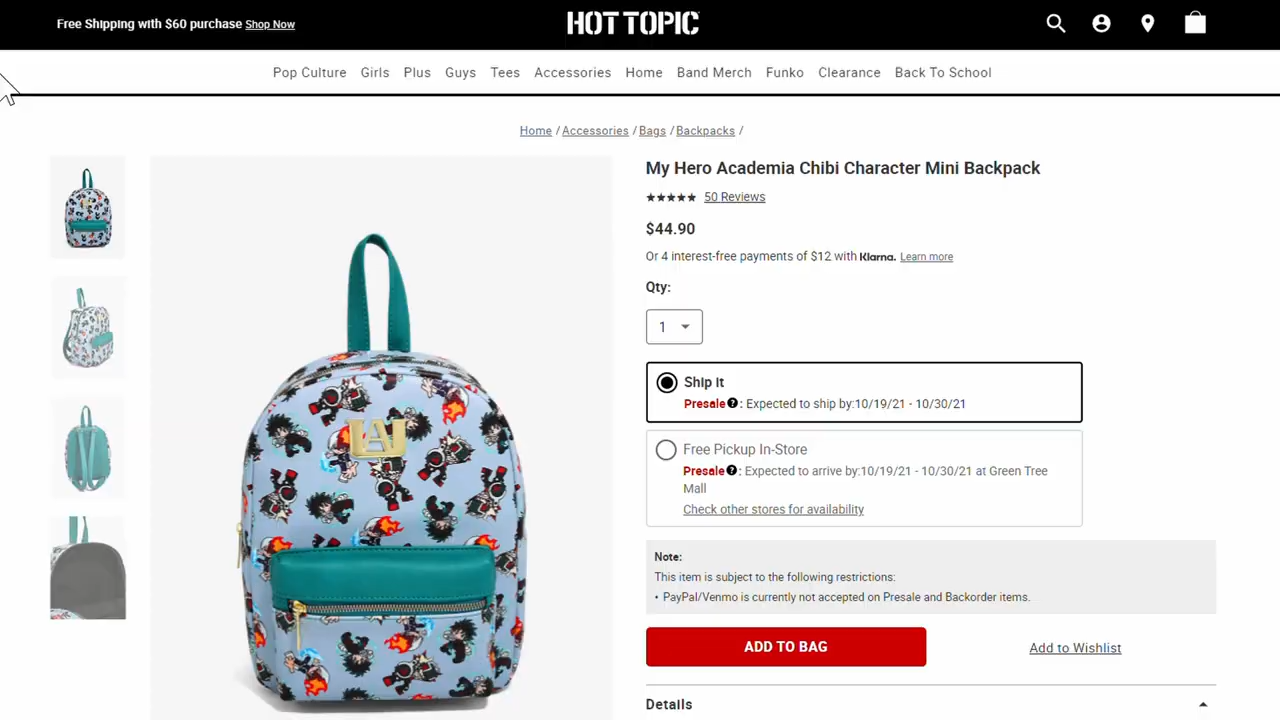 Free Shipping with $60 purchase Shop Now
HOT TOPIC
Pop Culture Girls Plus Guys Tees Accessories Home Band Merch Funko Clearance Back To School
Home / Accessories / Bags / Backpacks /
My Hero Academia Chibi Character Mini Backpack
50 Reviews
$44.90
Or 4 interest-free payments of $12 with Klarna. Learn more
Qty:
1
Ship it
Presale?: Expected to ship by:10/19/21 - 10/30/21
Free Pickup In-Store
Presale?: Expected to arrive by:10/19/21 - 10/30/21 at Green Tree
Mall
Check other stores for availability
Note:
This item is subject to the following restrictions:
• PayPal/Venmo is currently not accepted on Presale and Backorder items.
ADD TO BAG
Add to Wishlist
Details